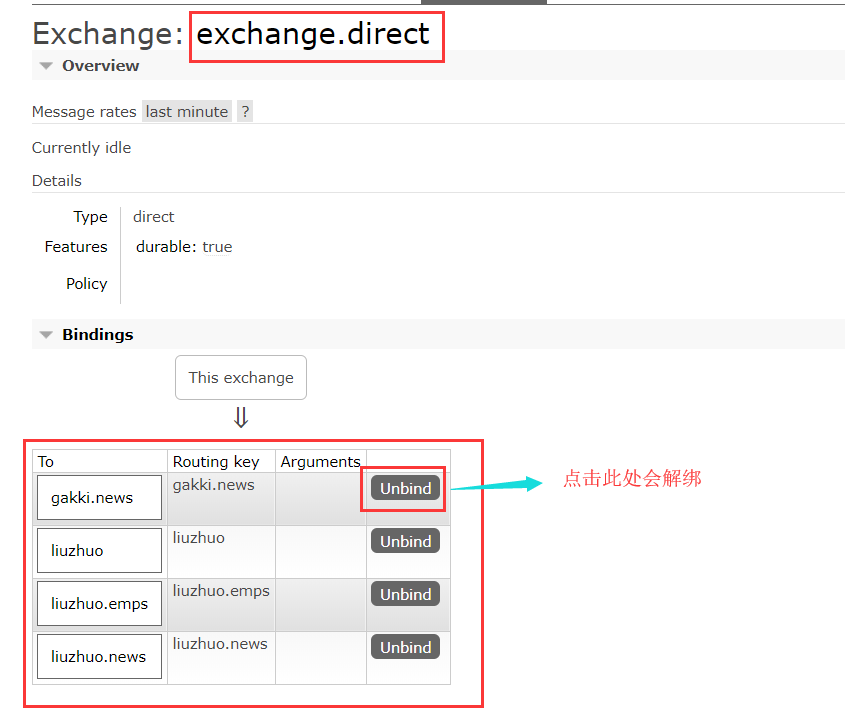 Exchange: exchange.direct
Overview
Message rates last minute ?
Currently idle
Details
Type direct
Features durable: true
Policy
Bindings
This exchange
⇓
To Routing key Arguments
gakki.news gakki.news Unbind 点击此处会解绑
liuzhuo liuzhuo Unbind
liuzhuo.emps liuzhuo.emps Unbind
liuzhuo.news liuzhuo.news Unbind